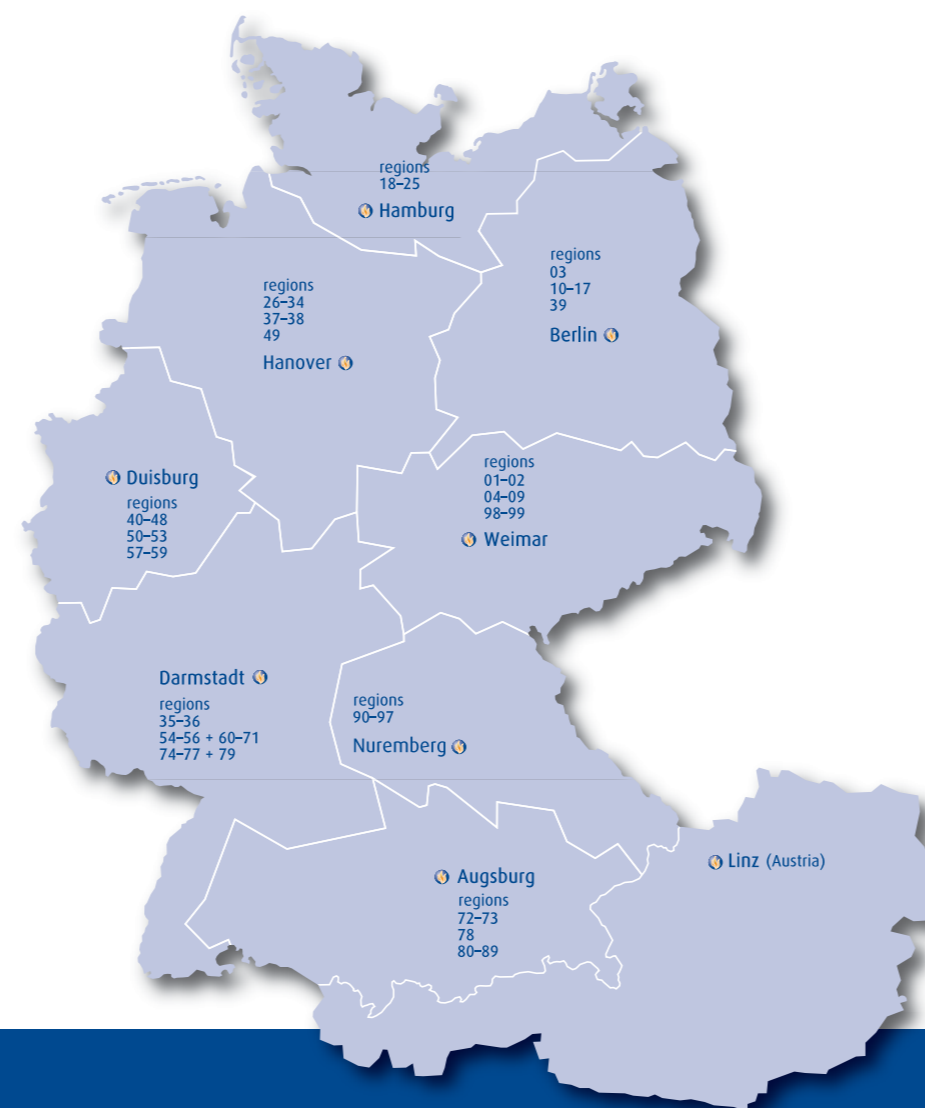 regions
18–25
Hamburg
regions
03
10–17
39
Berlin
regions
26–34
37–38
49
Hanover
Duisburg
regions
40–48
50–53
57–59
regions
01–02
04–09
98–99
Weimar
Darmstadt
regions
35–36
54–56 + 60–71
74–77 + 79
regions
90–97
Nuremberg
Linz (Austria)
Augsburg
regions
72–73
78
80–89